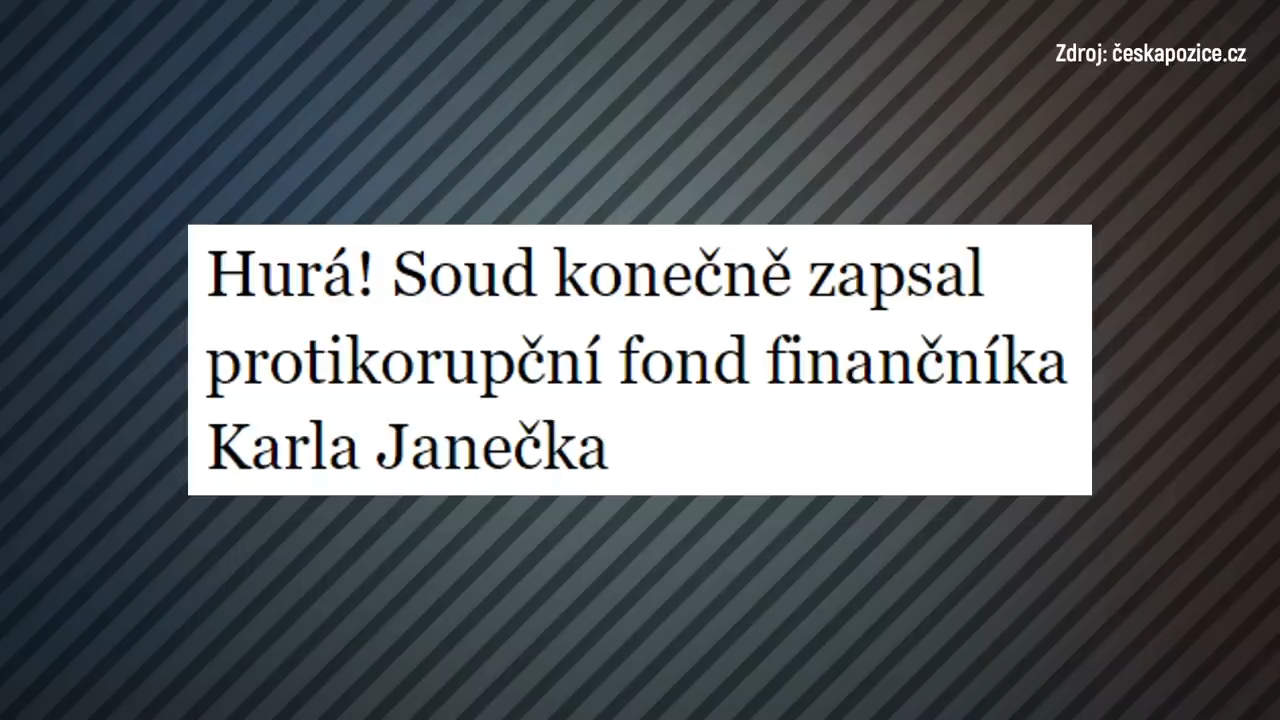 Zdroj: českapozice.cz
Hurá! Soud konečně zapsal
protikorupční fond finančníka
Karla Janečka